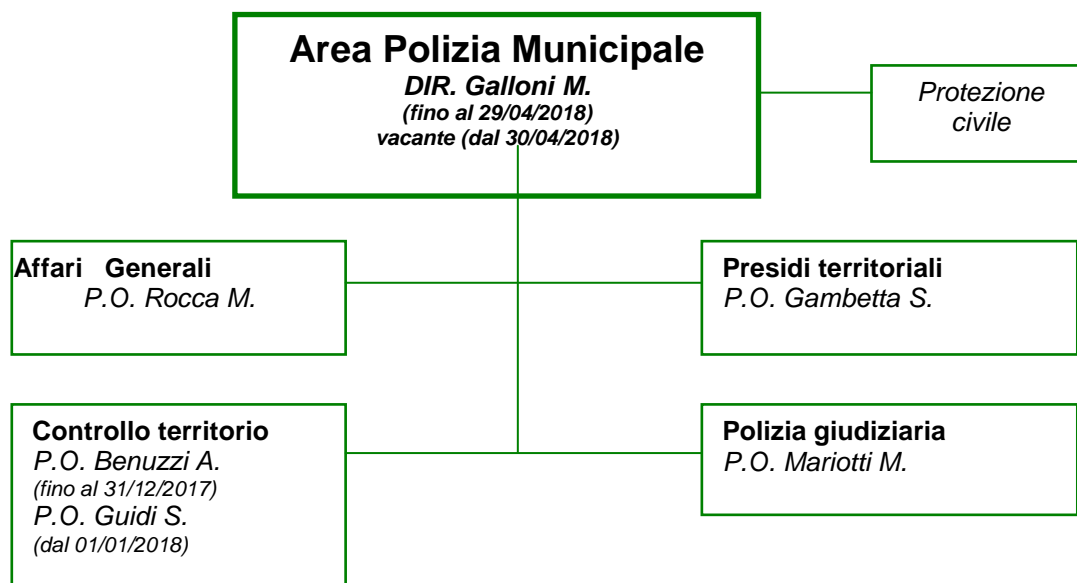 Area Polizia Municipale
DIR. Galloni M.
(fino al 29/04/2018)
vacante (dal 30/04/2018)
Protezione
civile
Affari Generali
P.O. Rocca M.
Presidi territoriali
P.O. Gambetta S.
Controllo territorio
P.O. Benuzzi A.
(fino al 31/12/2017)
P.O. Guidi S.
(dal 01/01/2018)
Polizia giudiziaria
P.O. Mariotti M.